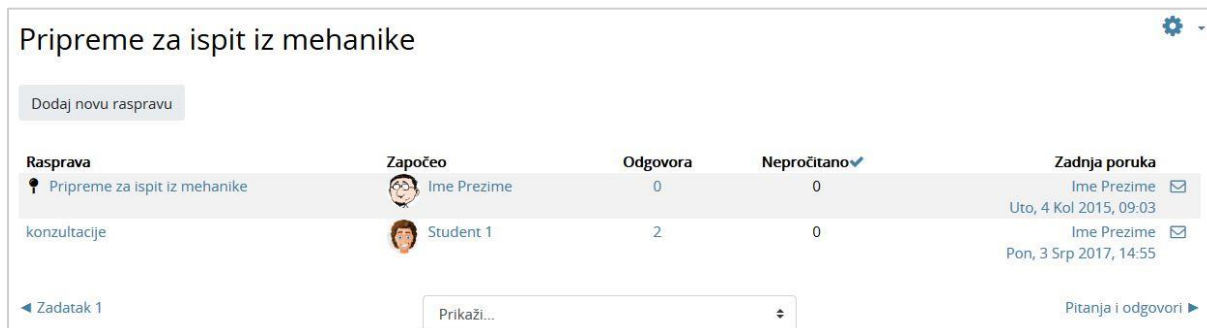 Pripreme za ispit iz mehanike
Dodaj novu raspravu
Rasprava Započeo Odgovora Nepročitano Zadnja poruka
Pripreme za ispit iz mehanike Ime Prezime 0 0 Ime Prezime
Uto, 4 Kol 2015, 09:03
konzultacije Student 1 2 0 Ime Prezime
Pon, 3 Srp 2017, 14:55
◄ Zadatak 1 Prikaži... Pitanja i odgovori ►